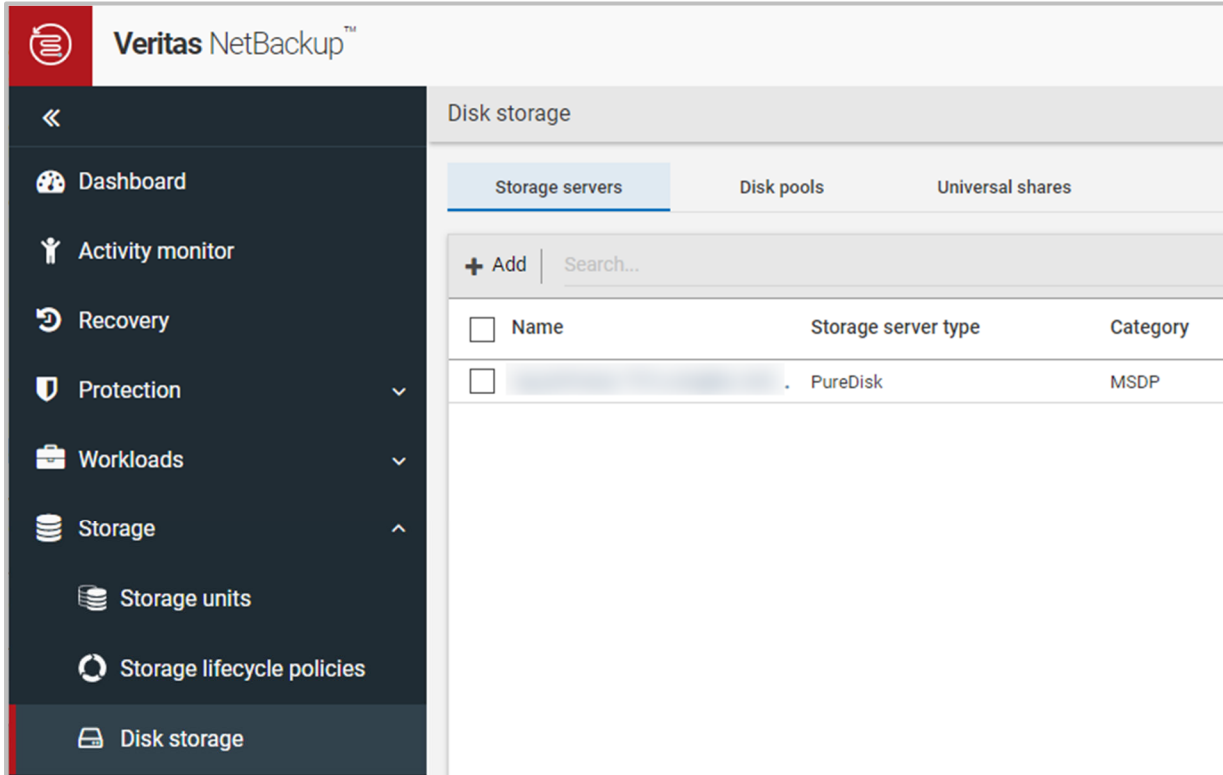 Veritas NetBackup™
Disk storage
Dashboard
Activity monitor
Recovery
Protection
Workloads
Storage
Storage units
Storage lifecycle policies
Disk storage
Storage servers Disk pools Universal shares
Add Search...
Name Storage server type Category
PureDisk MSDP